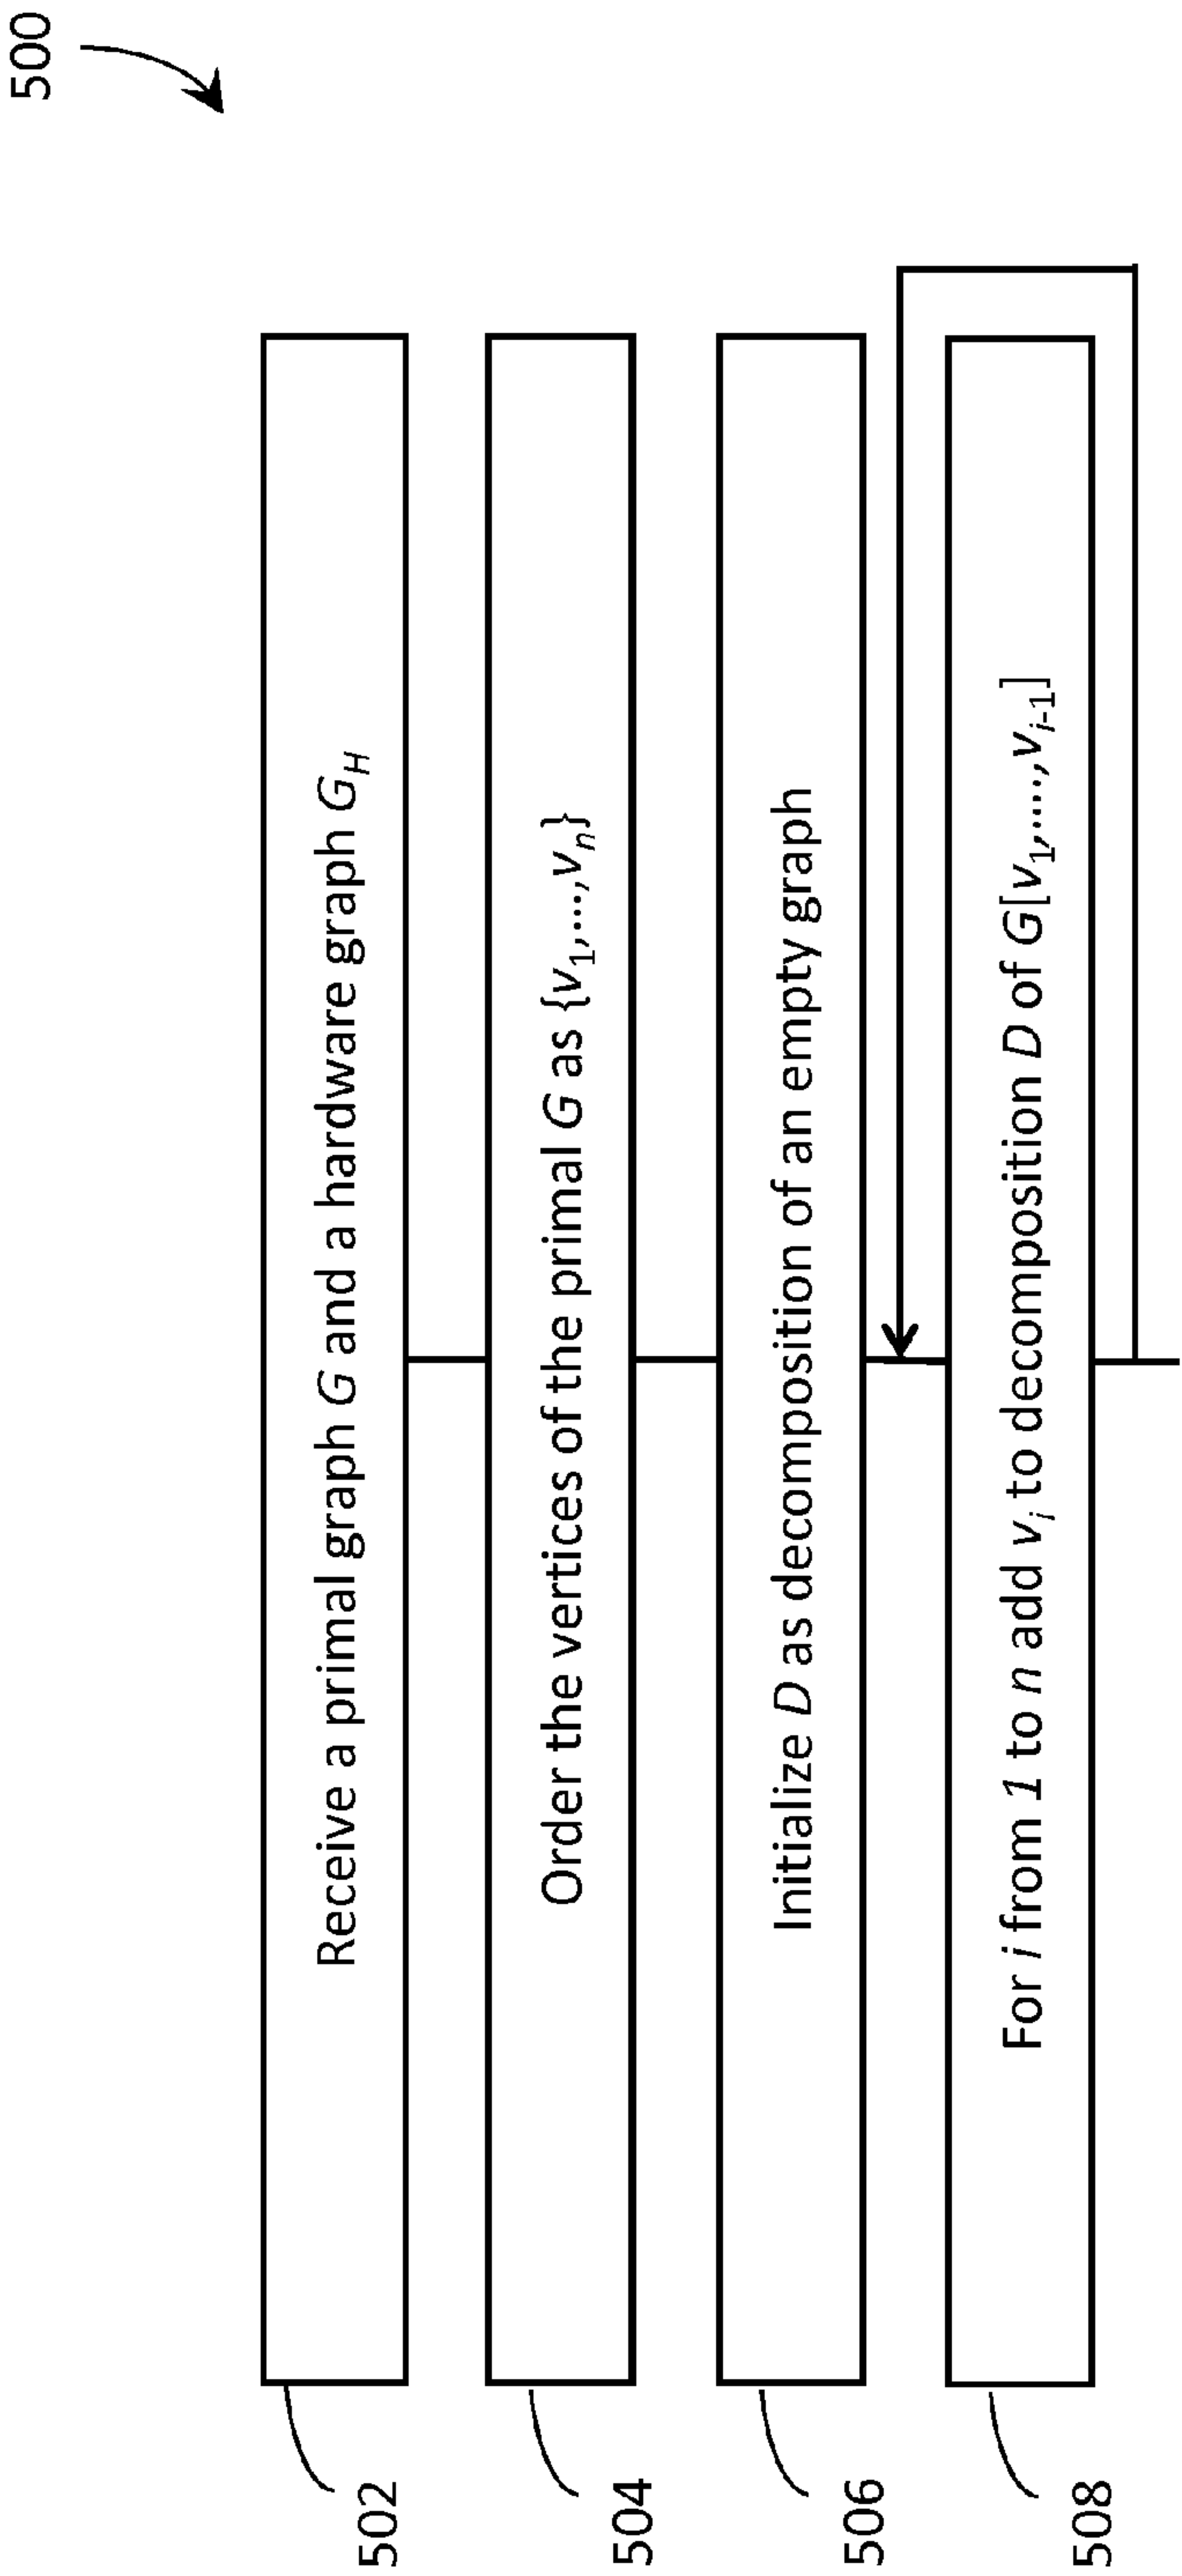 500
502
Receive a primal graph G and a hardware graph G_H
504
Order the vertices of the primal G as {v_1,...,v_n}
506
Initialize D as decomposition of an empty graph
508
For i from 1 to n add v_i to decomposition D of G[v_1,.....,v_{i-1}]